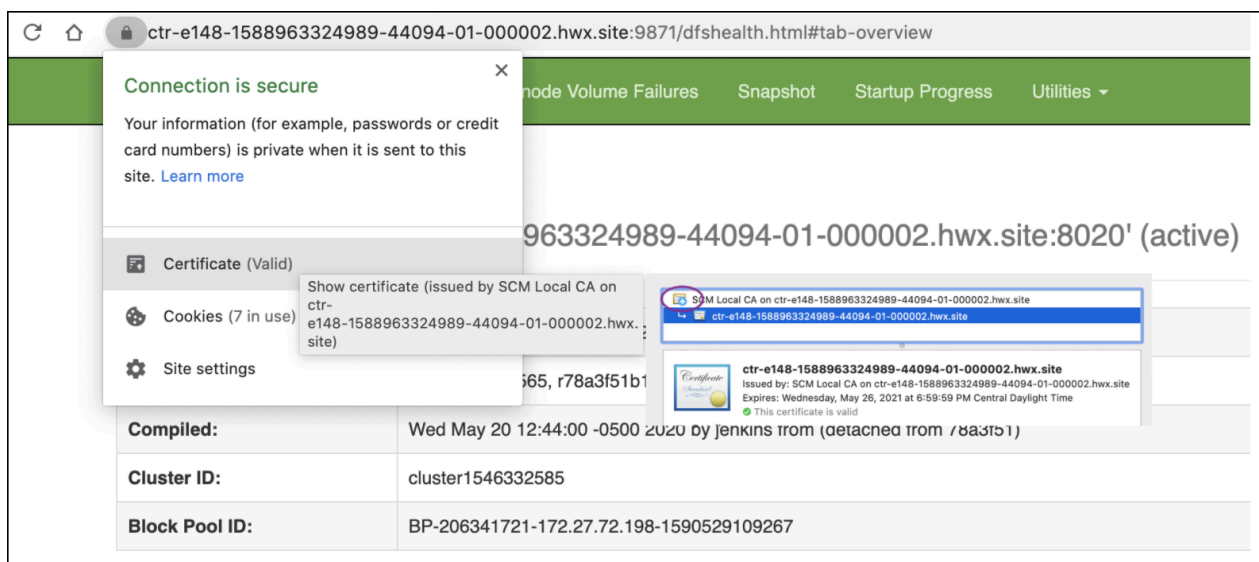 ctr-e148-1588963324989-44094-01-000002.hwx.site:9871/dfshealth.html#tab-overview
Connection is secure
Your information (for example, passwords or credit
card numbers) is private when it is sent to this
site. Learn more
Certificate (Valid)
Cookies (7 in use)
Site settings
Show certificate (issued by SCM Local CA on
ctr-
e148-1588963324989-44094-01-000002.hwx.
site)
node Volume Failures Snapshot Startup Progress Utilities
963324989-44094-01-000002.hwx.site:8020' (active)
SCM Local CA on ctr-e148-1588963324989-44094-01-000002.hwx.site
ctr-e148-1588963324989-44094-01-000002.hwx.site
Certificate
Standard
ctr-e148-1588963324989-44094-01-000002.hwx.site
Issued by: SCM Local CA on ctr-e148-1588963324989-44094-01-000002.hwx.site
Expires: Wednesday, May 26, 2021 at 6:59:59 PM Central Daylight Time
This certificate is valid
565, r78a3f51b1
Compiled: Wed May 20 12:44:00 -0500 2020 by jenkins from (detached from 78a3f51)
Cluster ID: cluster1546332585
Block Pool ID: BP-206341721-172.27.72.198-1590529109267